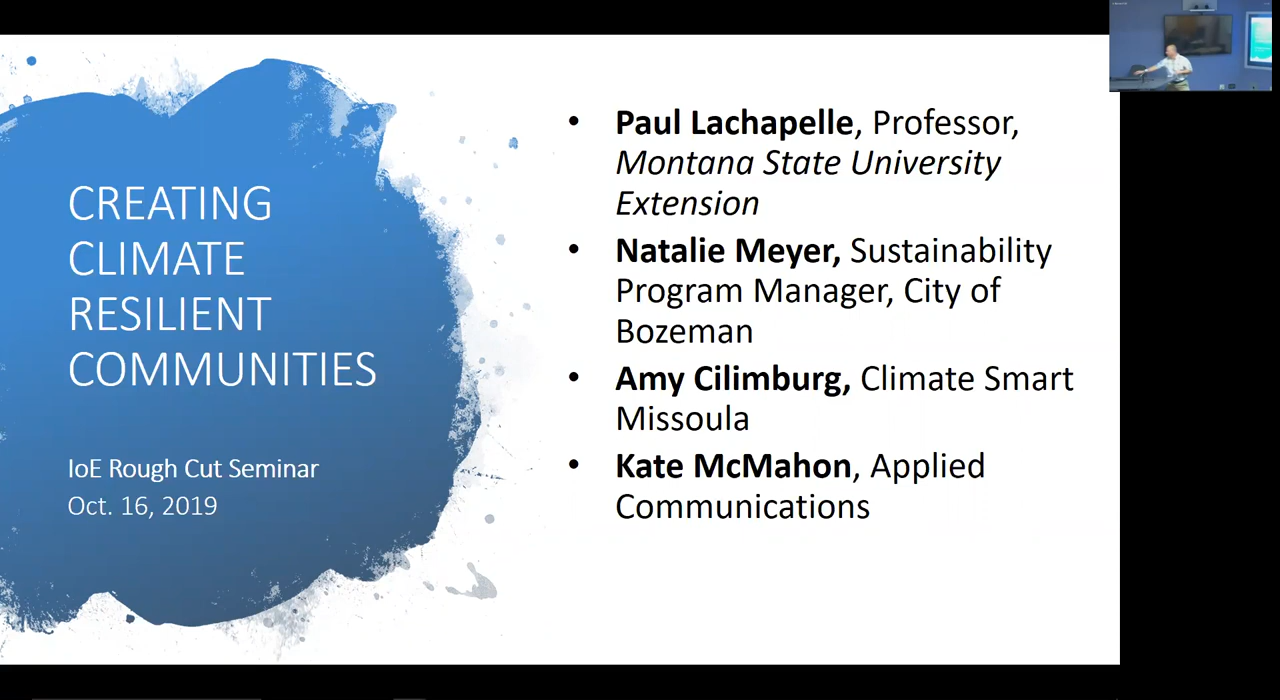 CREATING
CLIMATE
RESILIENT
COMMUNITIES
IoE Rough Cut Seminar
Oct. 16, 2019
• Paul Lachapelle, Professor,
Montana State University
Extension
• Natalie Meyer, Sustainability
Program Manager, City of
Bozeman
• Amy Cilimburg, Climate Smart
Missoula
• Kate McMahon, Applied
Communications